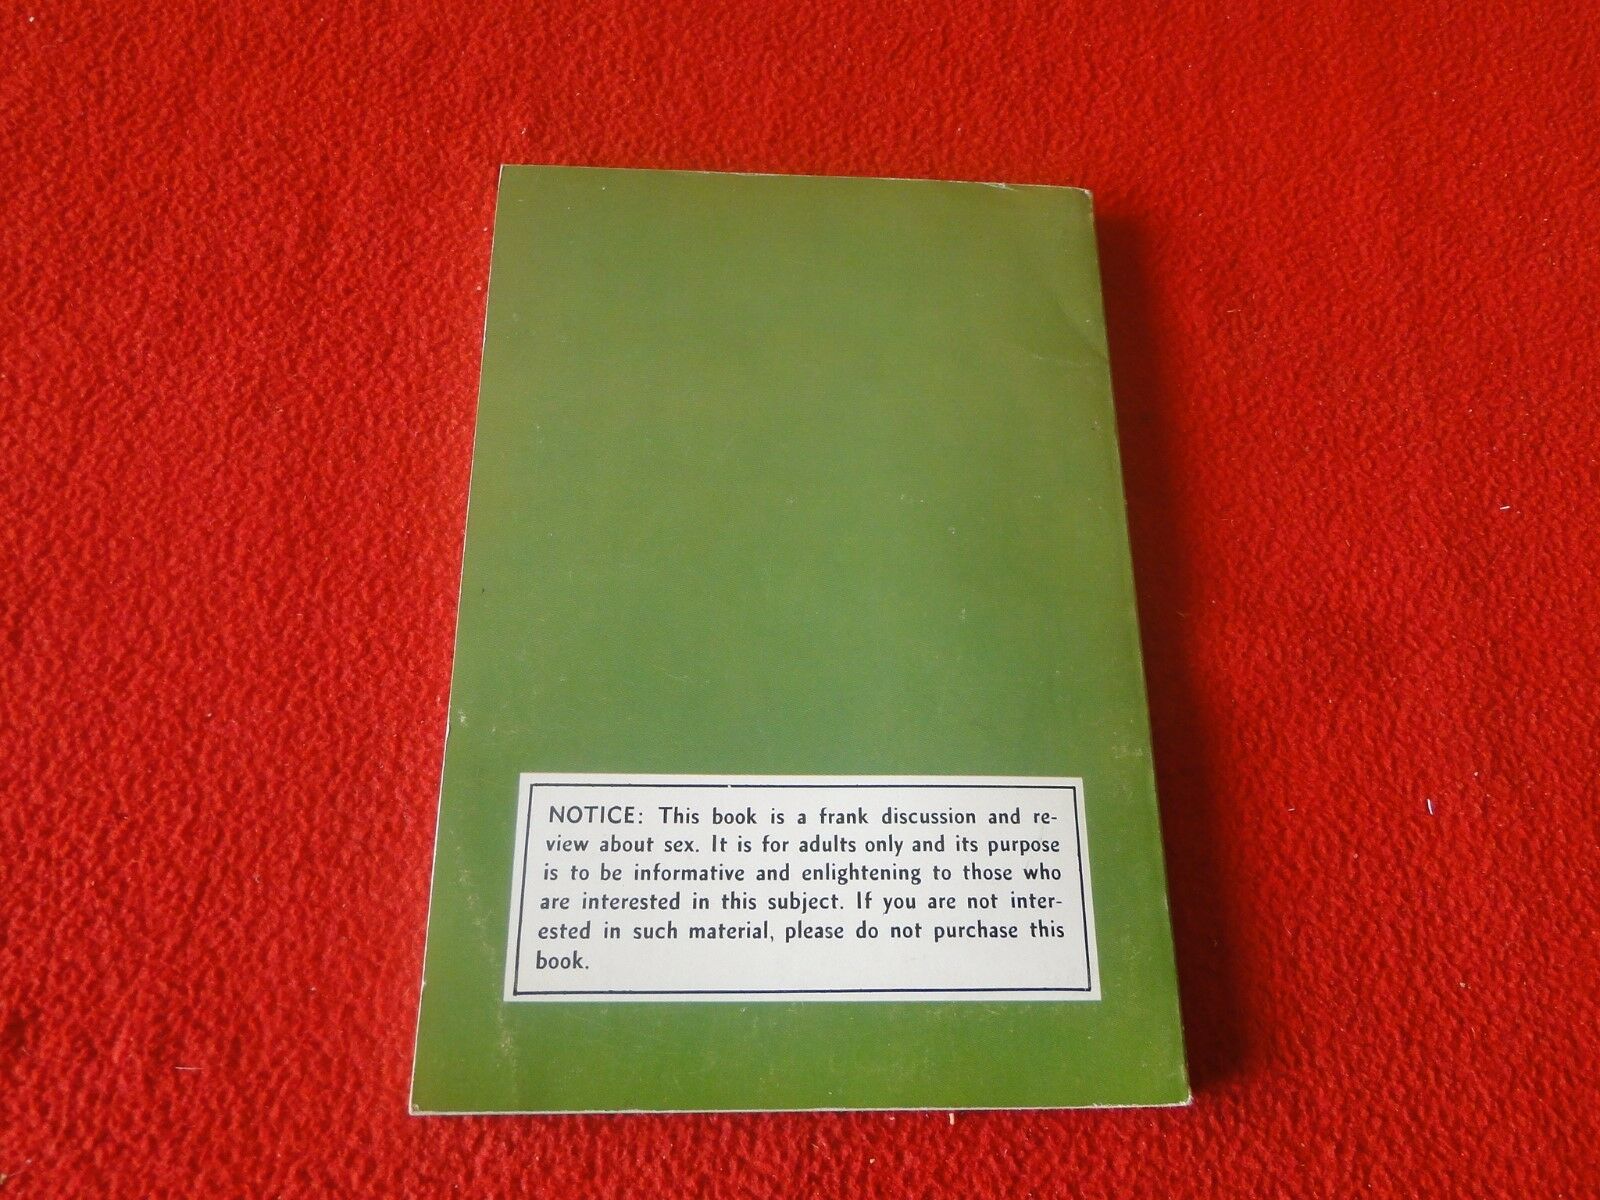 NOTICE: This book is a frank discussion and re-
view about sex. It is for adults only and its purpose
is to be informative and enlightening to those who
are interested in this subject. If you are not inter-
ested in such material, please do not purchase this
book.